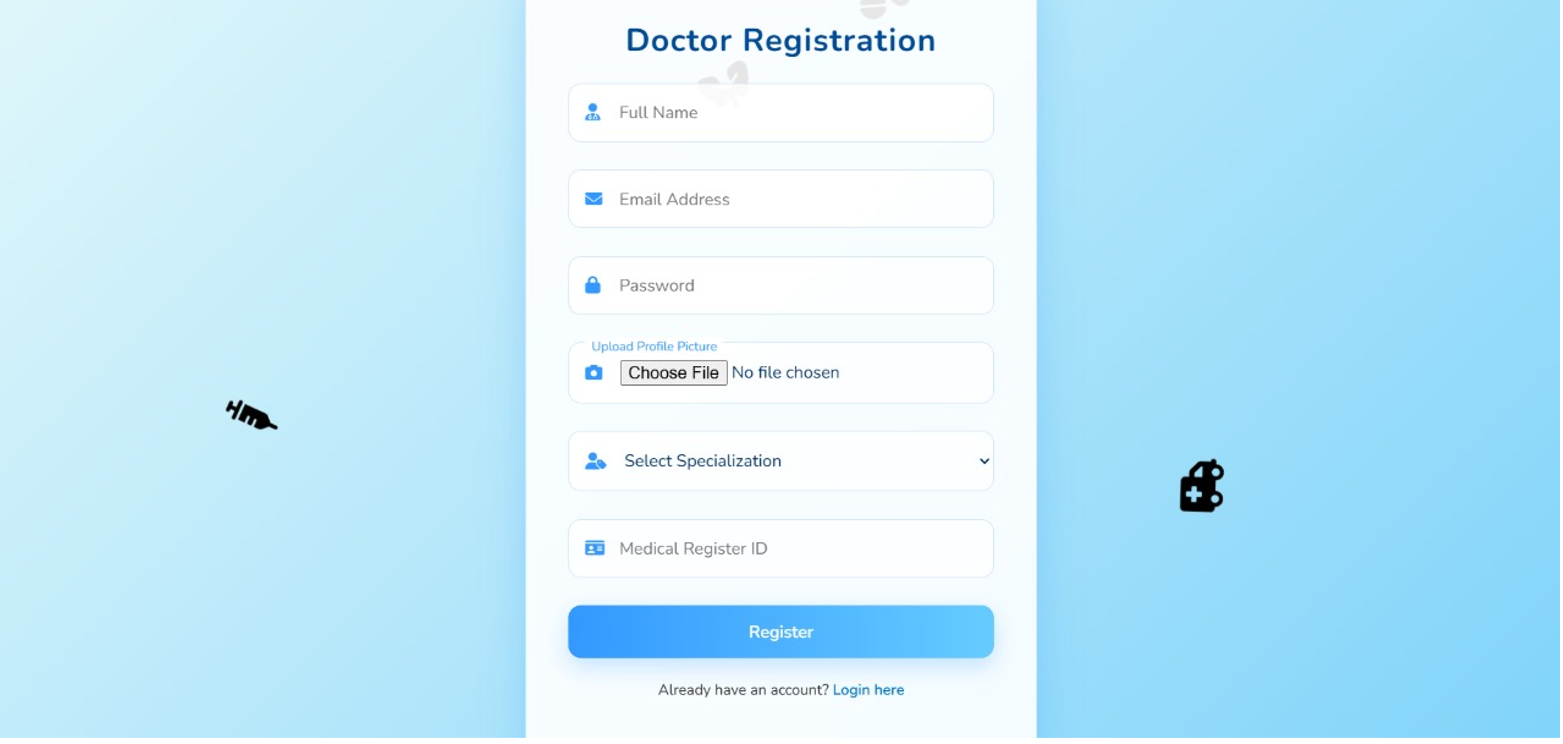 Doctor Registration
Full Name
Email Address
Password
Upload Profile Picture
Choose File No file chosen
Select Specialization
Medical Register ID
Register
Already have an account? Login here